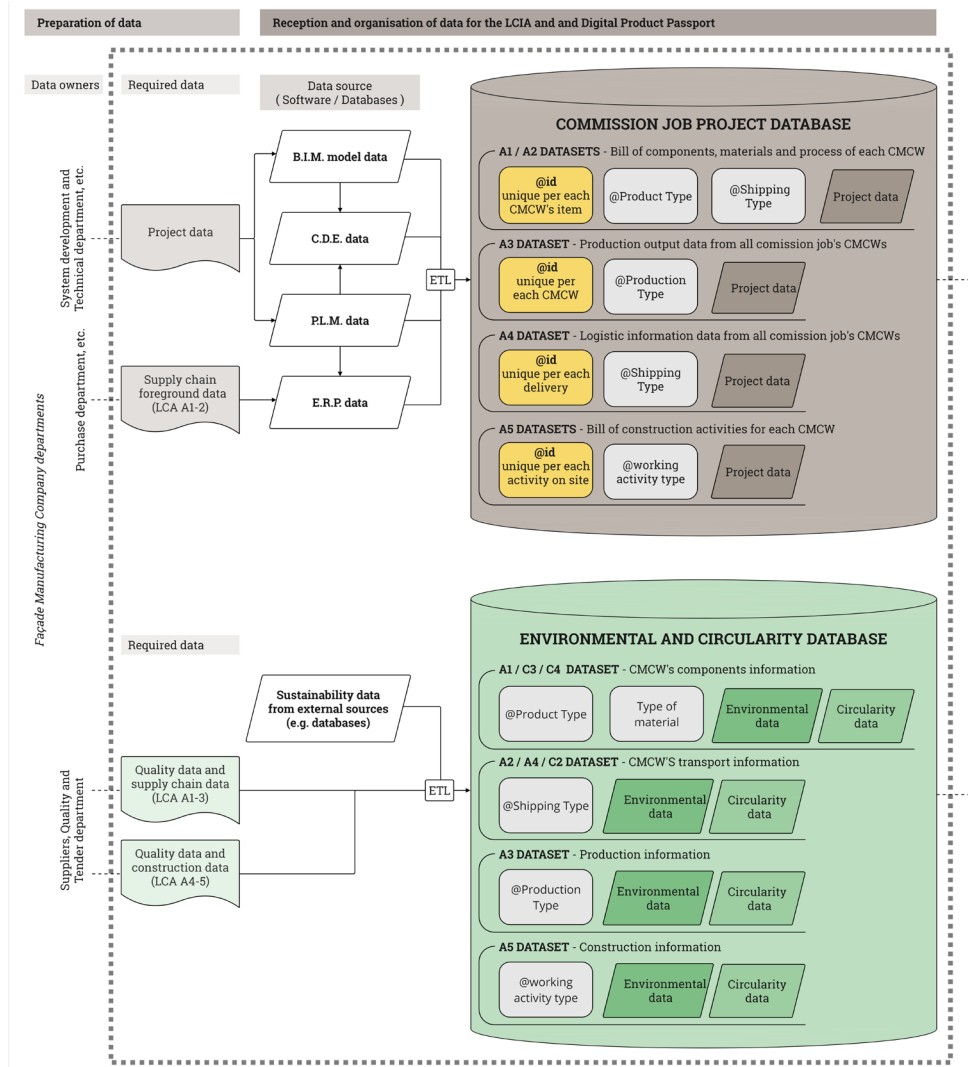 Preparation of data
Reception and organisation of data for the LCIA and and Digital Product Passport
Data owners
Required data
Data source
( Software / Databases )
System development and
Technical department, etc.
Purchase department, etc.
Façade Manufacturing Company departments
Project data
Supply chain
foreground data
(LCA A1-2)
B.I.M. model data
C.D.E. data
P.L.M. data
E.R.P. data
ETL
COMMISSION JOB PROJECT DATABASE
A1 / A2 DATASETS - Bill of components, materials and process of each CMCW
@id
unique per each
CMCW's item
@Product Type
@Shipping
Type
Project data
A3 DATASET - Production output data from all comission job's CMCWs
@id
unique per
each CMCW
@Production
Type
Project data
A4 DATASET - Logistic information data from all comission job's CMCWs
@id
unique per each
delivery
@Shipping
Type
Project data
A5 DATASETS - Bill of construction activities for each CMCW
@id
unique per each
activity on site
@working
activity type
Project data
Required data
Suppliers, Quality and
Tender department
Sustainability data
from external sources
(e.g. databases)
Quality data and
supply chain data
(LCA A1-3)
Quality data and
construction data
(LCA A4-5)
ETL
ENVIRONMENTAL AND CIRCULARITY DATABASE
A1 / C3 / C4 DATASET - CMCW's components information
@Product Type
Type of
material
Environmental
data
Circularity
data
A2 / A4 / C2 DATASET - CMCW'S transport information
@Shipping Type
Environmental
data
Circularity
data
A3 DATASET - Production information
@Production
Type
Environmental
data
Circularity
data
A5 DATASET - Construction information
@working
activity type
Environmental
data
Circularity
data